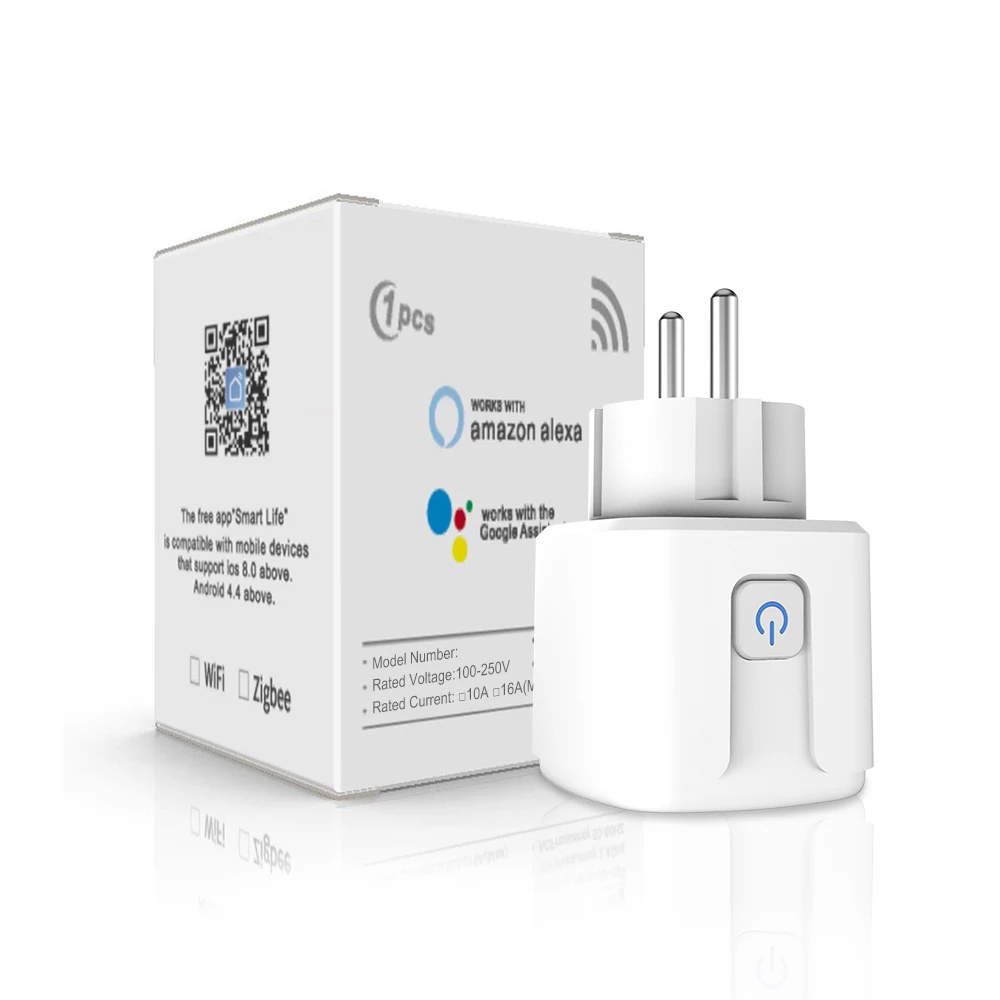 The free app"Smart Life"
is compatible with mobile devices
that support ios 8.0 above.
Android 4.4 above.
□ WiFi □ Zigbee
1pcs
WORKS WITH
amazon alexa
works with the
Google
• Model Number:
• Rated Voltage:100-250V
• Rated Current: □10A □16A(M